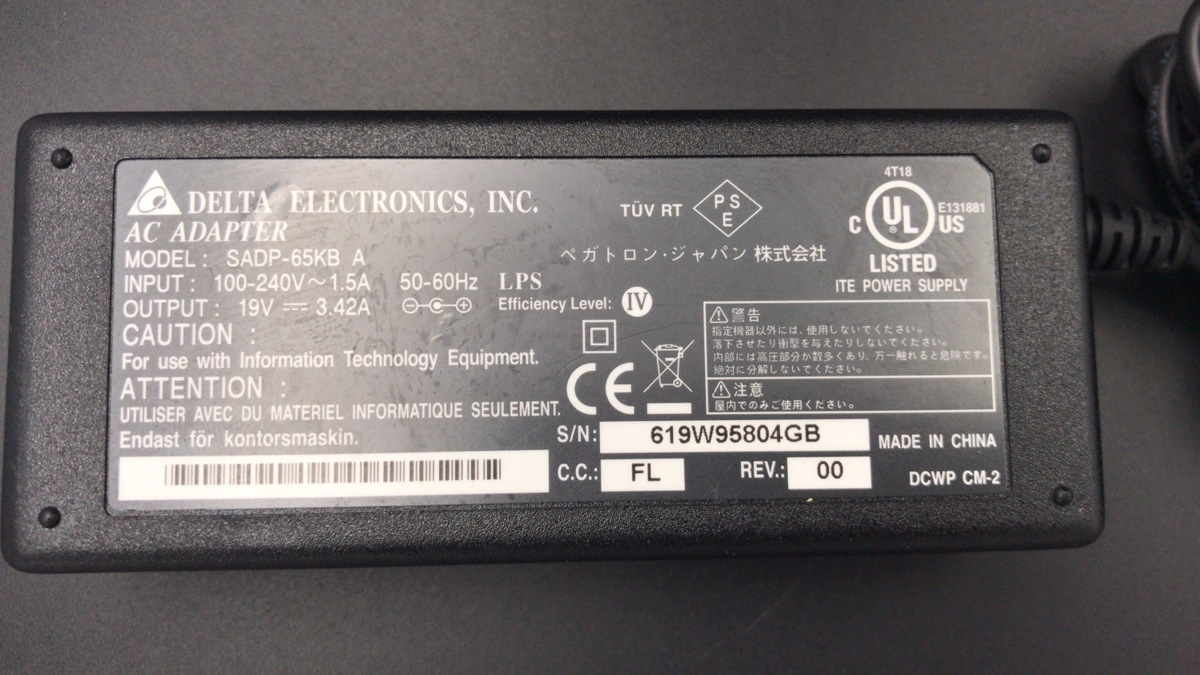 DELTA ELECTRONICS, INC.
AC ADAPTER
MODEL : SADP-65KB A
INPUT : 100-240V～1.5A 50-60Hz LPS
OUTPUT : 19V ⎓ 3.42A Efficiency Level: IV
CAUTION :
For use with Information Technology Equipment.
ATTENTION :
UTILISER AVEC DU MATERIEL INFORMATIQUE SEULEMENT.
Endast för kontorsmaskin.
TÜV RT
P S
E
ペガトロン・ジャパン 株式会社
4T18
C UL US
E131881
LISTED
ITE POWER SUPPLY
警告
指定機器以外には、使用しないでください。
落下させたり衝撃を与えたりしないでください。
内部には高圧部分が数多くあり、万一触れると危険です。
絶対に分解しないでください。
注意
屋内でのみご使用ください。
CE
S/N: 619W95804GB
MADE IN CHINA
C.C.: FL REV.: 00
DCWP CM-2